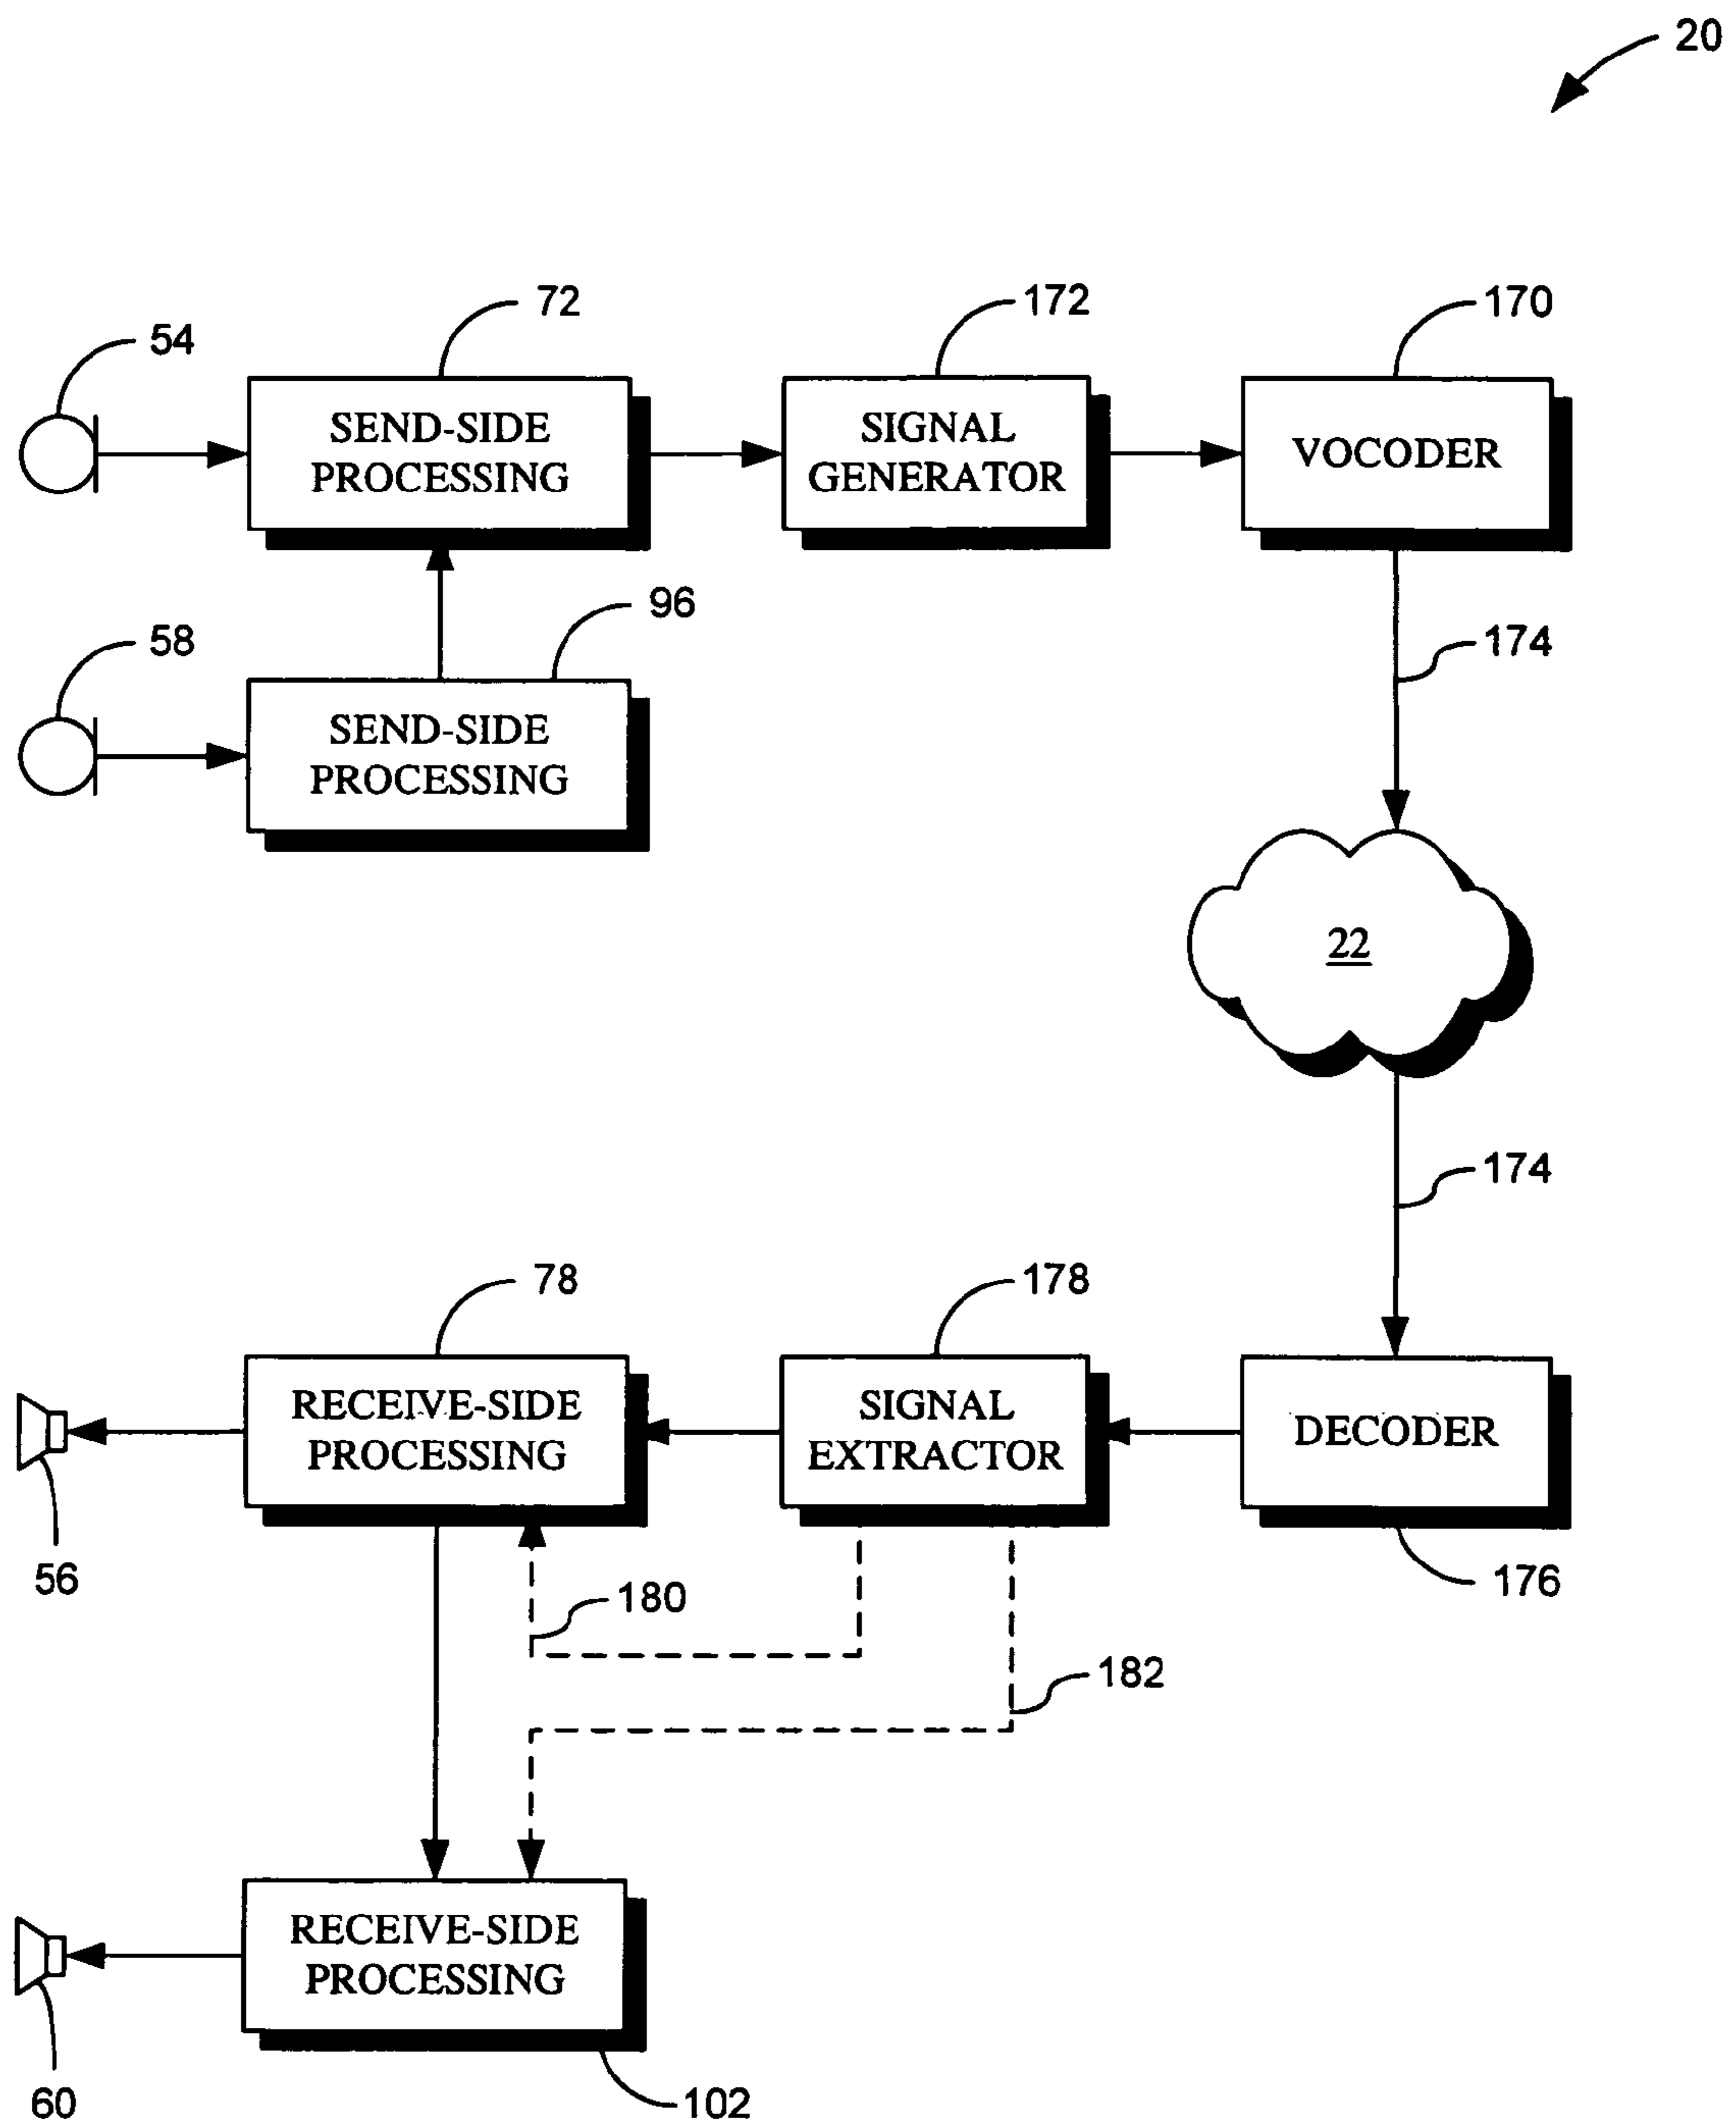 20
72
172
170
54
SEND-SIDE
PROCESSING
SIGNAL
GENERATOR
VOCODER
96
58
174
SEND-SIDE
PROCESSING
22
174
78
178
RECEIVE-SIDE
PROCESSING
SIGNAL
EXTRACTOR
DECODER
56
180
176
182
RECEIVE-SIDE
PROCESSING
60
102